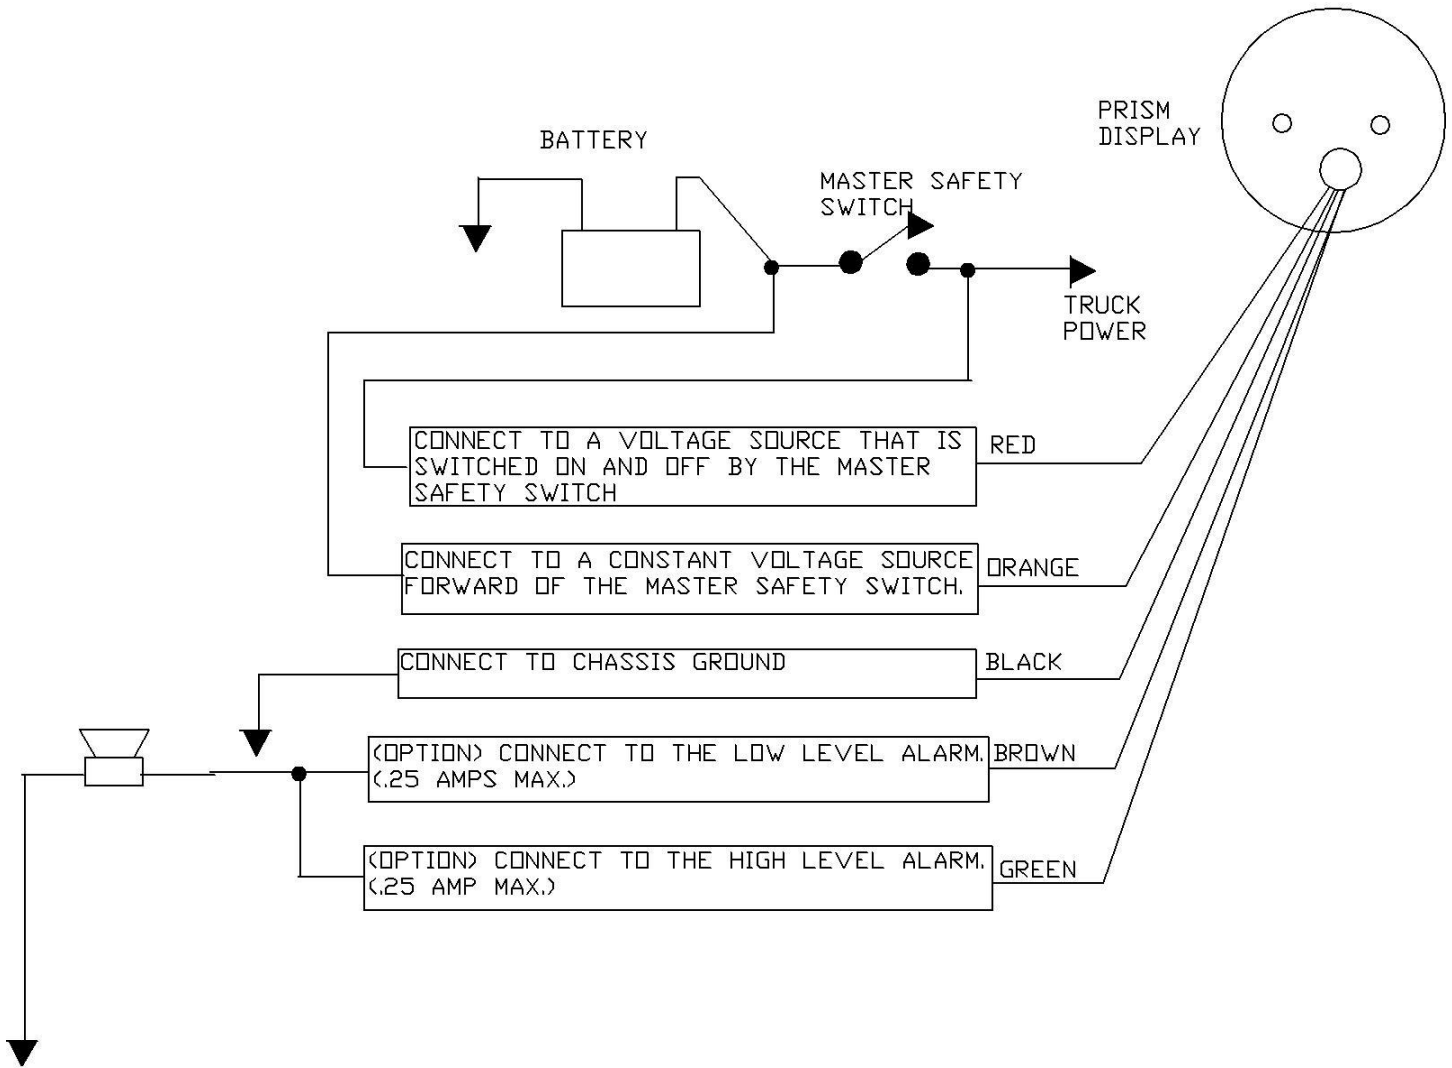 PRISM
DISPLAY
BATTERY
MASTER SAFETY
SWITCH
TRUCK
POWER
CONNECT TO A VOLTAGE SOURCE THAT IS
SWITCHED ON AND OFF BY THE MASTER
SAFETY SWITCH
RED
CONNECT TO A CONSTANT VOLTAGE SOURCE
FORWARD OF THE MASTER SAFETY SWITCH.
ORANGE
CONNECT TO CHASSIS GROUND
BLACK
(OPTION) CONNECT TO THE LOW LEVEL ALARM.
(.25 AMPS MAX.)
BROWN
(OPTION) CONNECT TO THE HIGH LEVEL ALARM.
(.25 AMP MAX.)
GREEN